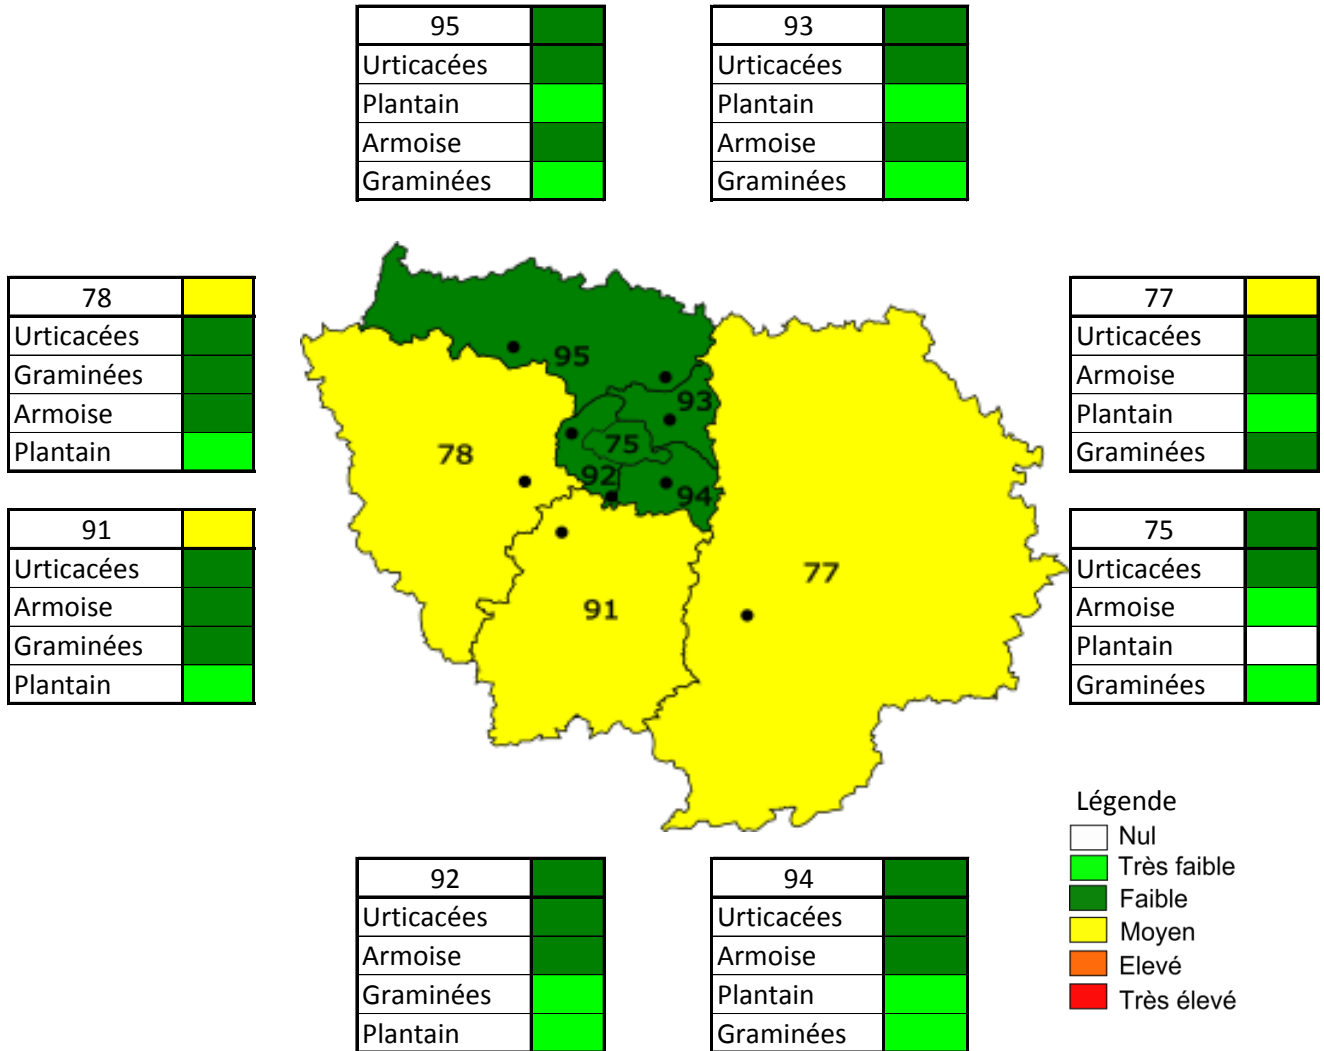 95
Urticacées
Plantain
Armoise
Graminées
93
Urticacées
Plantain
Armoise
Graminées
78
Urticacées
Graminées
Armoise
Plantain
77
Urticacées
Armoise
Plantain
Graminées
91
Urticacées
Armoise
Graminées
Plantain
75
Urticacées
Armoise
Plantain
Graminées
95
93
75
78
92
94
77
91
92
Urticacées
Armoise
Graminées
Plantain
94
Urticacées
Armoise
Plantain
Graminées
Légende
Nul
Très faible
Faible
Moyen
Elevé
Très élevé